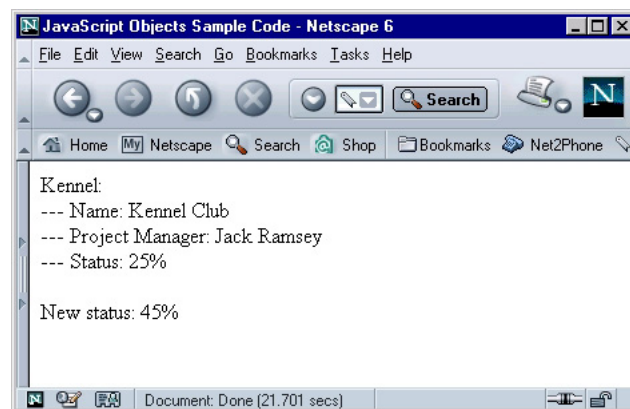 N JavaScript Objects Sample Code - Netscape 6
File Edit View Search Go Bookmarks Tasks Help
Search N
Home My Netscape Search Shop Bookmarks Net2Phone
Kennel:
--- Name: Kennel Club
--- Project Manager: Jack Ramsey
--- Status: 25%
New status: 45%
N Document: Done (21.701 secs)